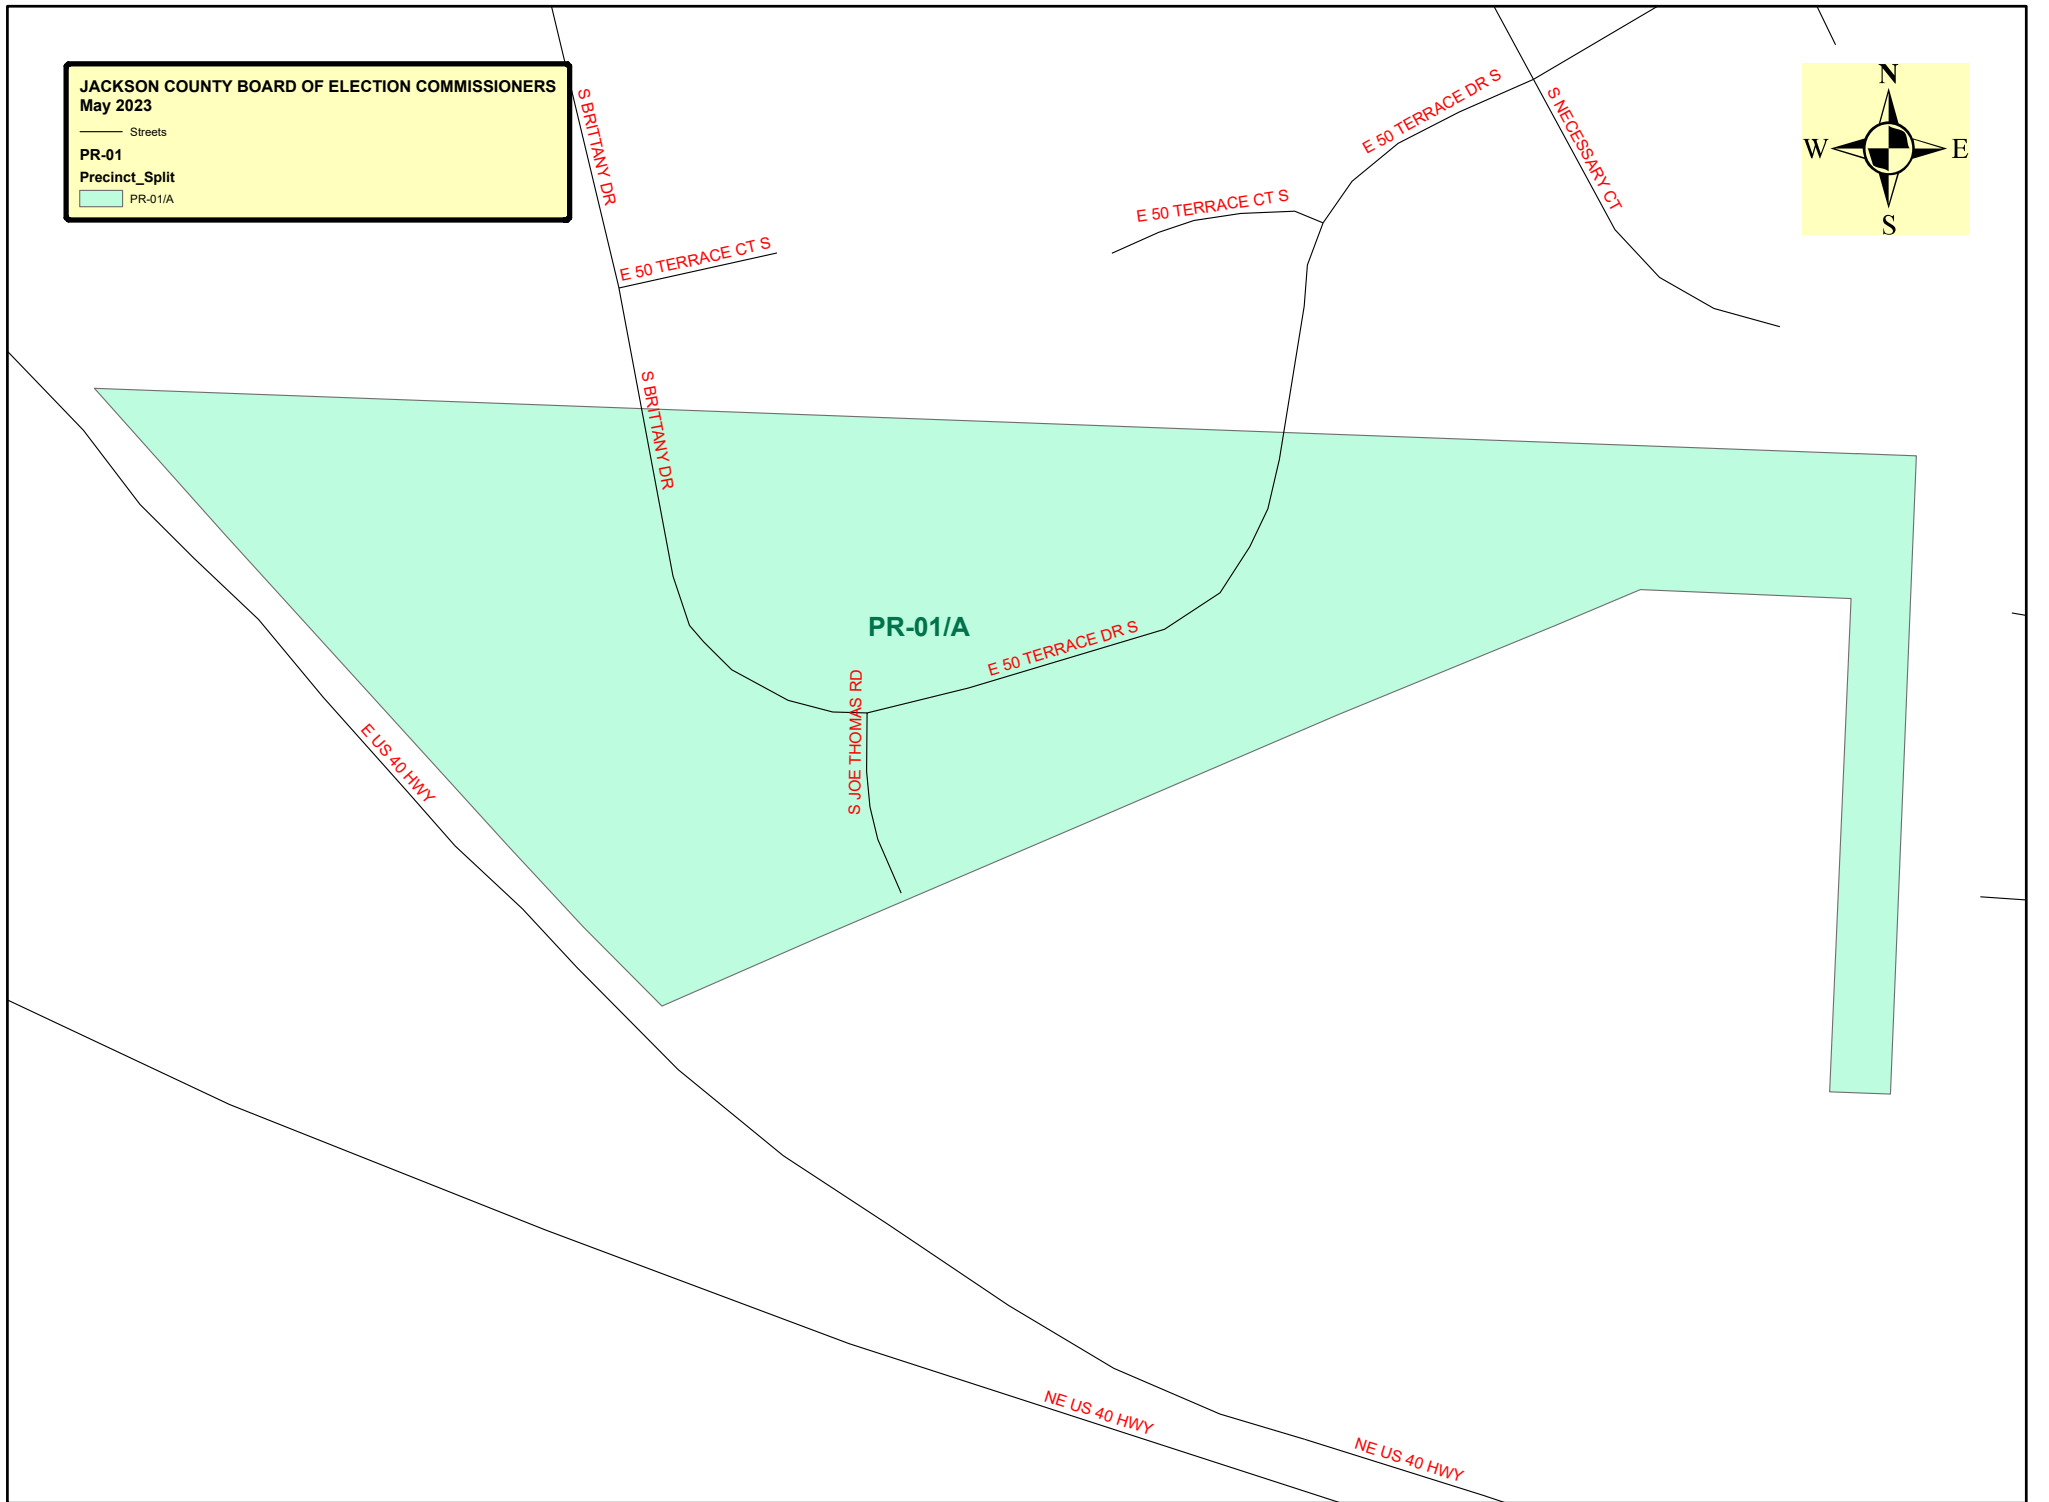 JACKSON COUNTY BOARD OF ELECTION COMMISSIONERS
May 2023
Streets
PR-01
Precinct_Split
PR-01/A
N
W
E
S
S BRITTANY DR
E 50 TERRACE DR S
S NECESSARY CT
E 50 TERRACE CT S
E 50 TERRACE CT S
S BRITTANY DR
PR-01/A
E 50 TERRACE DR S
S JOE THOMAS RD
E US 40 HWY
NE US 40 HWY
NE US 40 HWY